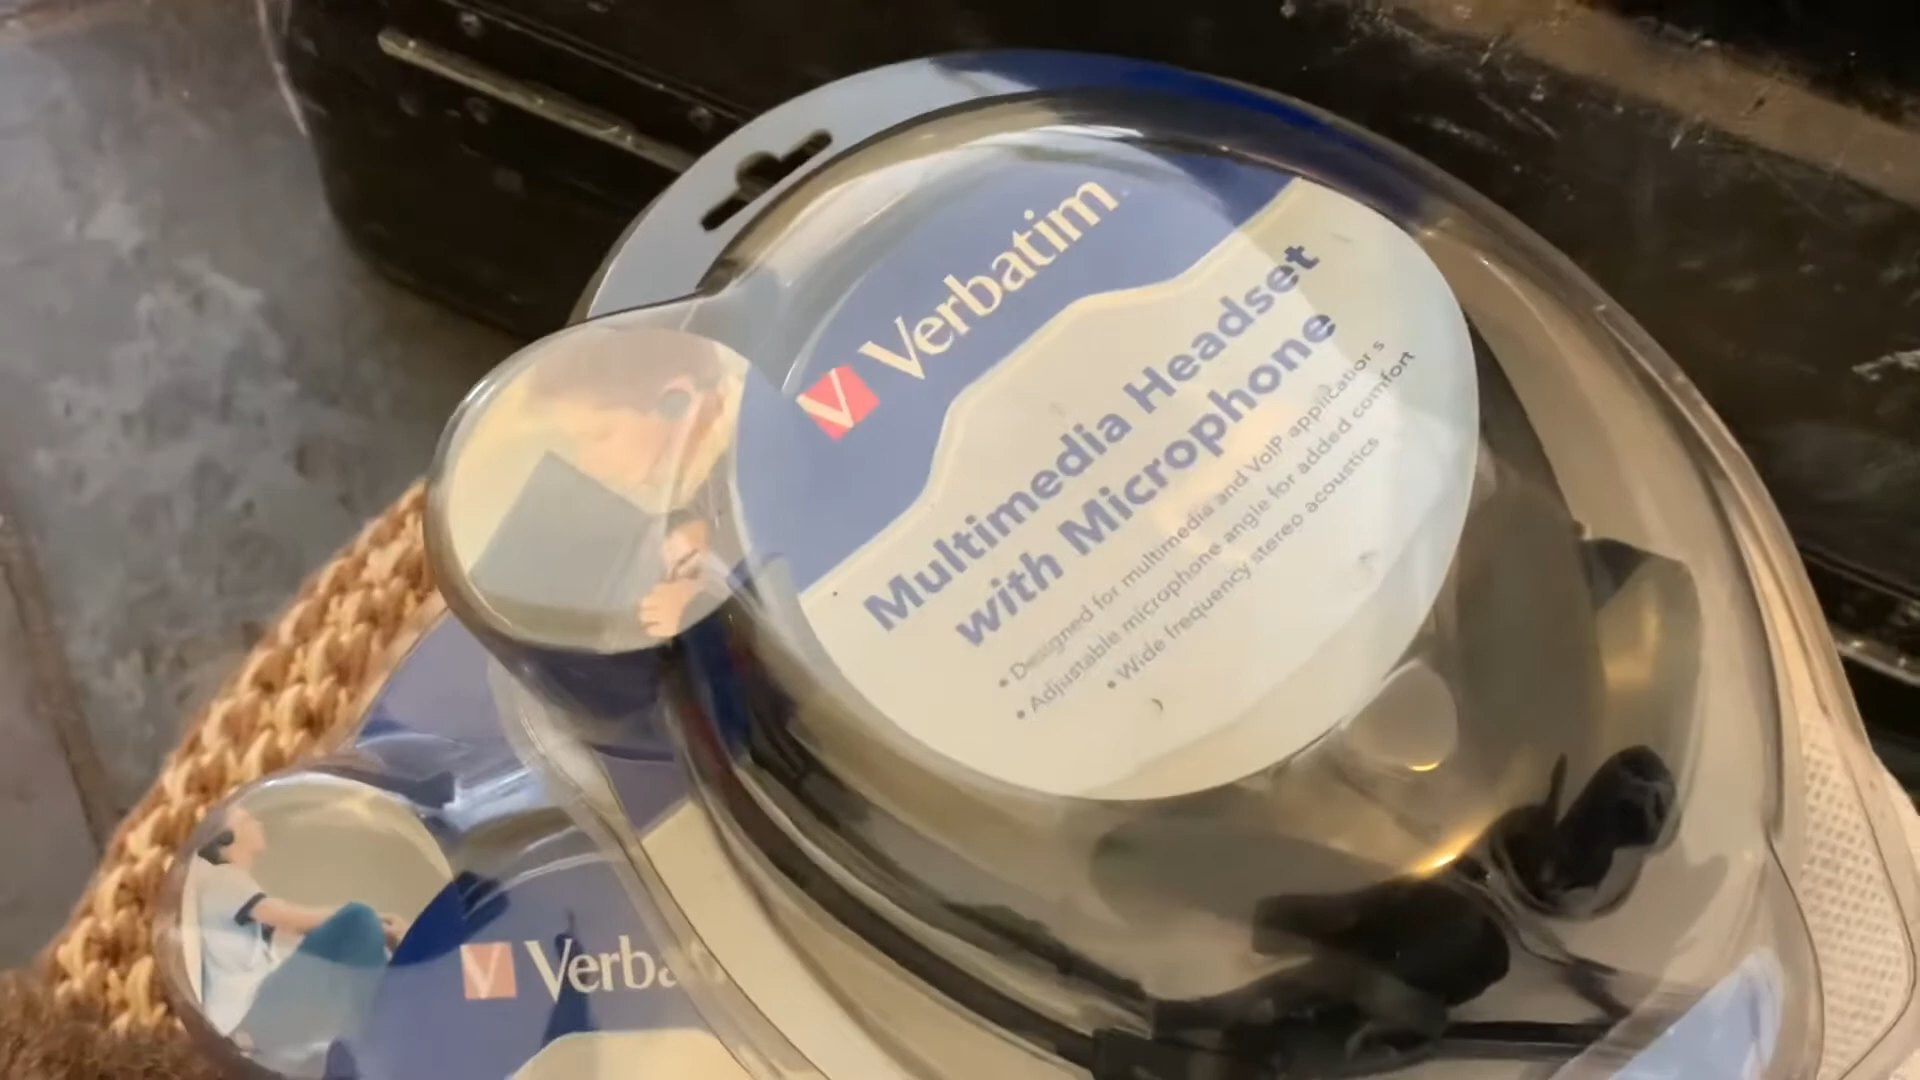 Verbatim
Multimedia Headset
with Microphone
• Designed for multimedia and VoIP applications
• Adjustable microphone angle for added comfort
• Wide frequency stereo acoustics
Verbat